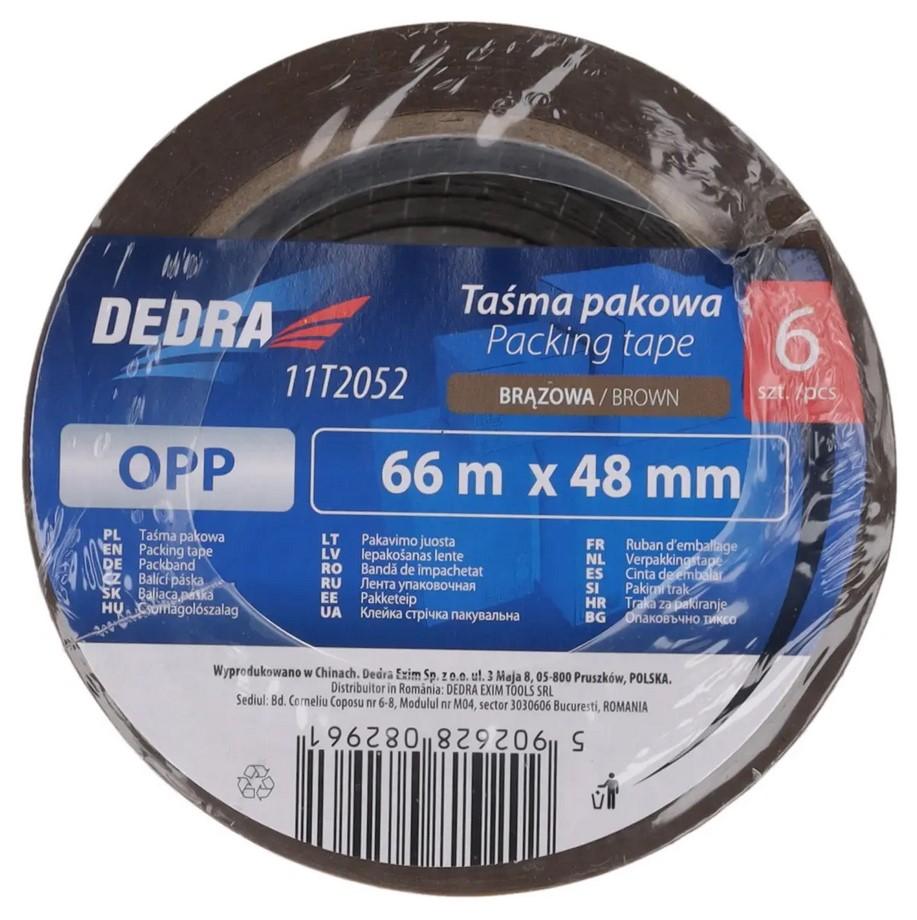 DEDRA
11T2052
Taśma pakowa
Packing tape
BRĄZOWA / BROWN
6
szt. /pcs
OPP
66 m x 48 mm
PL Taśma pakowa
EN Packing tape
DE Packband
CZ Balící páska
SK Baliaca páska
HU Csomagolószalag
LT Pakavimo juosta
LV Iepakošanas lente
RO Bandă de împachetat
RU Лента упаковочная
EE Pakketeip
UA Клейка стрічка пакувальна
FR Ruban d'emballage
NL Verpakkingstape
ES Cinta de embalar
SI Pakirni trak
HR Traka za pakiranje
BG Опаковъчно тиксо
Wyprodukowano w Chinach. Dedra Exim Sp. z o.o. ul. 3 Maja 8, 05-800 Pruszków, POLSKA.
Distribuitor in România: DEDRA EXIM TOOLS SRL
Sediul: Bd. Corneliu Coposu nr 6-8, Modulul nr M04, sector 3030606 Bucuresti, ROMANIA
5 902628 082961